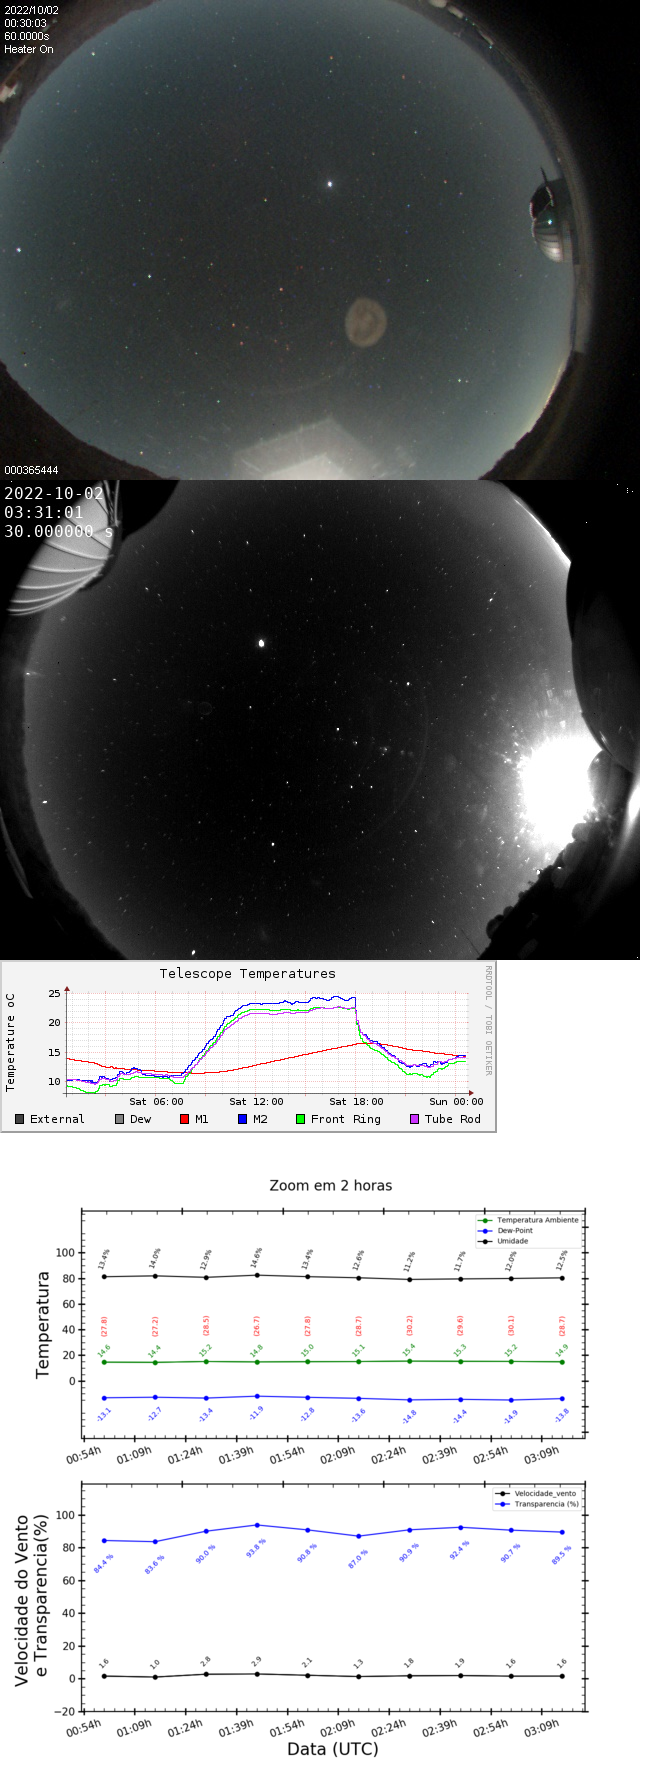 2022/10/02
00:30:03
60.0000s
Heater On
000365444
2022-10-02
03:31:01
30.000000 s
Telescope Temperatures
RRDTOOL / TOBI OETIKER
Temperature oC
25
20
15
10
Sat 06:00 Sat 12:00 Sat 18:00 Sun 00:00
External Dew M1 M2 Front Ring Tube Rod
Zoom em 2 horas
Temperatura Ambiente
Dew-Point
Umidade
Temperatura
100
80
60
40
20
0
13.4% 14.0% 12.9% 14.6% 13.4% 12.6% 11.2% 11.7% 12.0% 12.5%
(27.8) (27.2) (28.5) (26.7) (27.8) (28.7) (30.2) (29.6) (30.1) (28.7)
14.6 14.4 15.2 14.8 15.0 15.1 15.4 15.3 15.2 14.9
-13.1 -12.7 -13.4 -11.9 -12.8 -13.6 -14.8 -14.4 -14.9 -13.8
00:54h 01:09h 01:24h 01:39h 01:54h 02:09h 02:24h 02:39h 02:54h 03:09h
Velocidade_vento
Transparencia (%)
Velocidade do Vento
e Transparencia(%)
100
80
60
40
20
0
−20
84.4 % 83.6 % 90.0 % 93.8 % 90.8 % 87.0 % 90.9 % 92.4 % 90.7 % 89.5 %
1.6 1.0 2.8 2.9 2.1 1.3 1.8 1.9 1.6 1.6
00:54h 01:09h 01:24h 01:39h 01:54h 02:09h 02:24h 02:39h 02:54h 03:09h
Data (UTC)